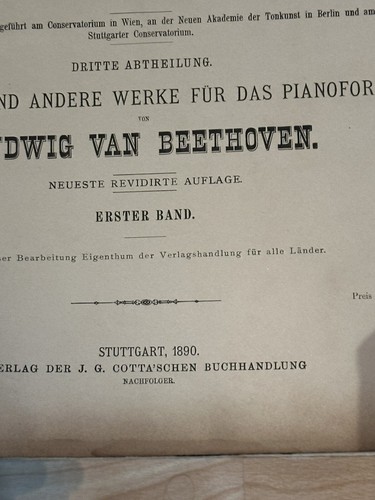 geführt am Conservatorium in Wien, an der Neuen Akademie der Tonkunst in Berlin und am
Stuttgarter Conservatorium.
DRITTE ABTHEILUNG.
ND ANDERE WERKE FÜR DAS PIANOFOR
VON
DWIG VAN BEETHOVEN.
NEUESTE REVIDIRTE AUFLAGE.
ERSTER BAND.
er Bearbeitung Eigenthum der Verlagshandlung für alle Länder.
Preis
STUTTGART, 1890.
ERLAG DER J. G. COTTA'SCHEN BUCHHANDLUNG
NACHFOLGER.